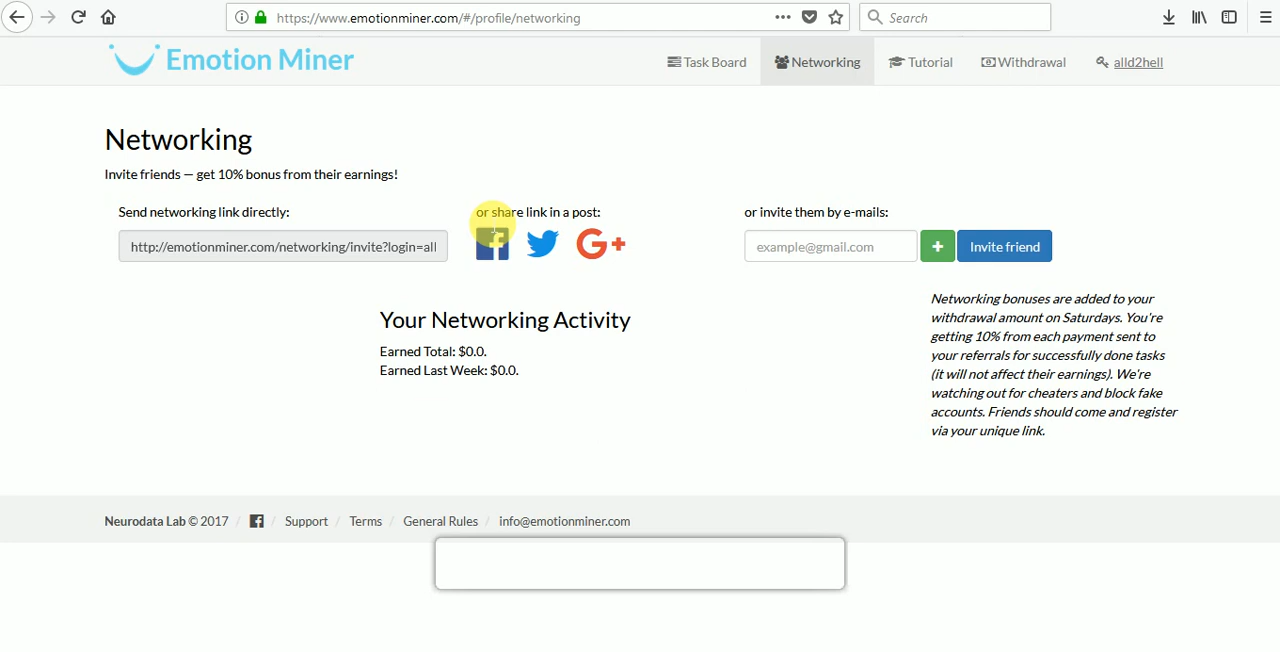 https://www.emotionminer.com/#/profile/networking
Search
Emotion Miner
Task Board
Networking
Tutorial
Withdrawal
alld2hell
Networking
Invite friends — get 10% bonus from their earnings!
Send networking link directly:
or share link in a post:
or invite them by e-mails:
http://emotionminer.com/networking/invite?login=all
example@gmail.com
+
Invite friend
Your Networking Activity
Earned Total: $0.0.
Earned Last Week: $0.0.
Networking bonuses are added to your
withdrawal amount on Saturdays. You're
getting 10% from each payment sent to
your referrals for successfully done tasks
(it will not affect their earnings). We're
watching out for cheaters and block fake
accounts. Friends should come and register
via your unique link.
Neurodata Lab © 2017 / / Support / Terms / General Rules / info@emotionminer.com